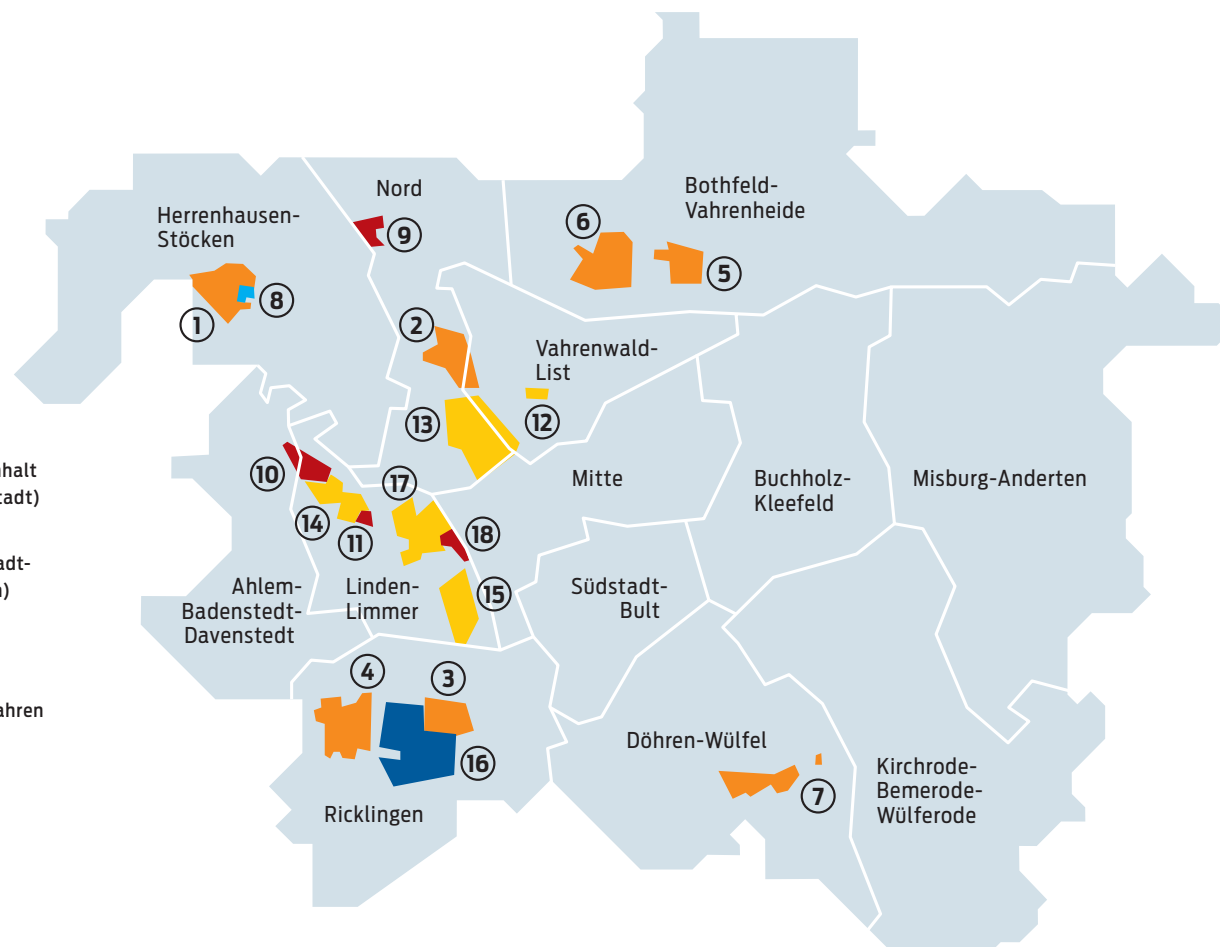 Nord
Bothfeld-
Vahrenheide
Herrenhausen-
Stöcken
6
9
5
8
1
2
Vahrenwald-
List
12
13
nhalt
tadt)
10
17
Mitte
Buchholz-
Kleefeld
Misburg-Anderten
14
11
18
adt-
n)
Ahlem-
Badenstedt-
Davenstedt
Linden-
Limmer
15
Südstadt-
Bult
4
3
ahren
16
Döhren-Wülfel
7
Kirchrode-
Bemerode-
Wülferode
Ricklingen